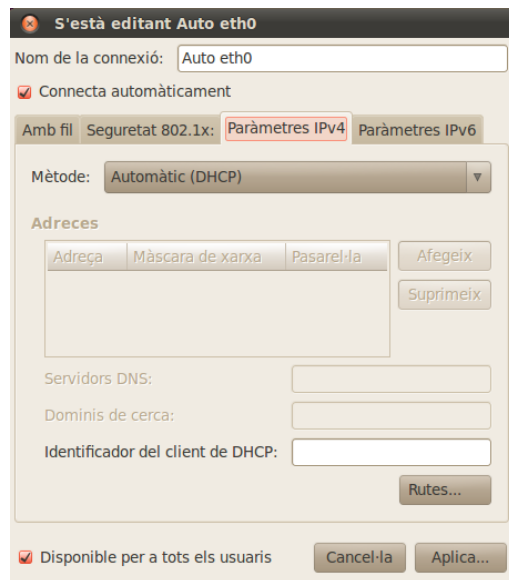 S'està editant Auto eth0
Nom de la connexió: Auto eth0
Connecta automàticament
Amb fil Seguretat 802.1x: Paràmetres IPv4 Paràmetres IPv6
Mètode: Automàtic (DHCP)
Adreces
Adreça Màscara de xarxa Pasarel·la Afegeix
Suprimeix
Servidors DNS:
Dominis de cerca:
Identificador del client de DHCP:
Rutes...
Disponible per a tots els usuaris Cancel·la Aplica...